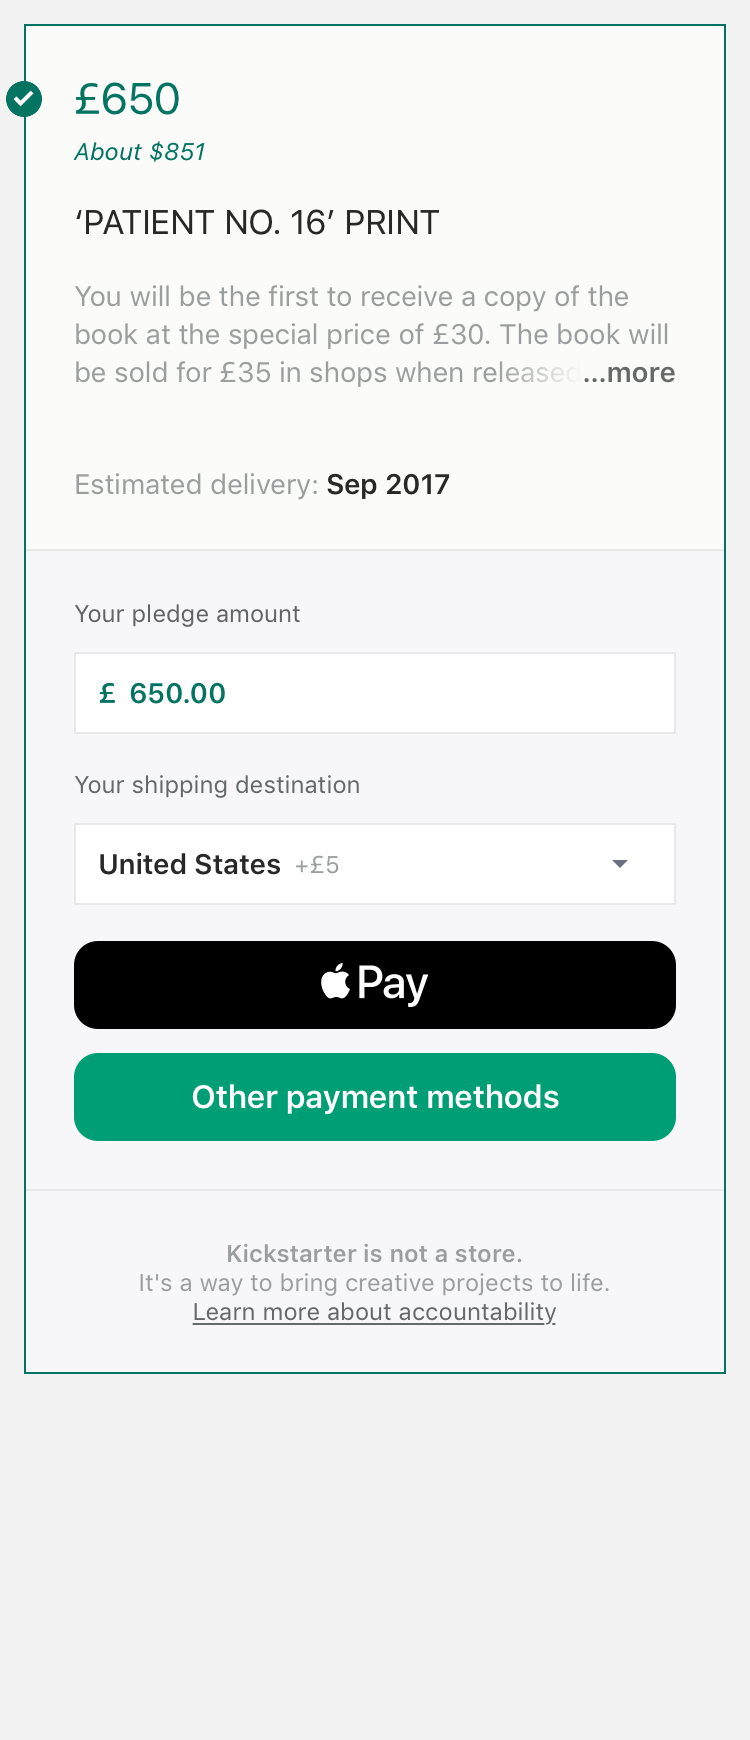 £650
About $851
‘PATIENT NO. 16’ PRINT
You will be the first to receive a copy of the
book at the special price of £30. The book will
be sold for £35 in shops when released...more
Estimated delivery: Sep 2017
Your pledge amount
£ 650.00
Your shipping destination
United States +£5
Pay
Other payment methods
Kickstarter is not a store.
It's a way to bring creative projects to life.
Learn more about accountability